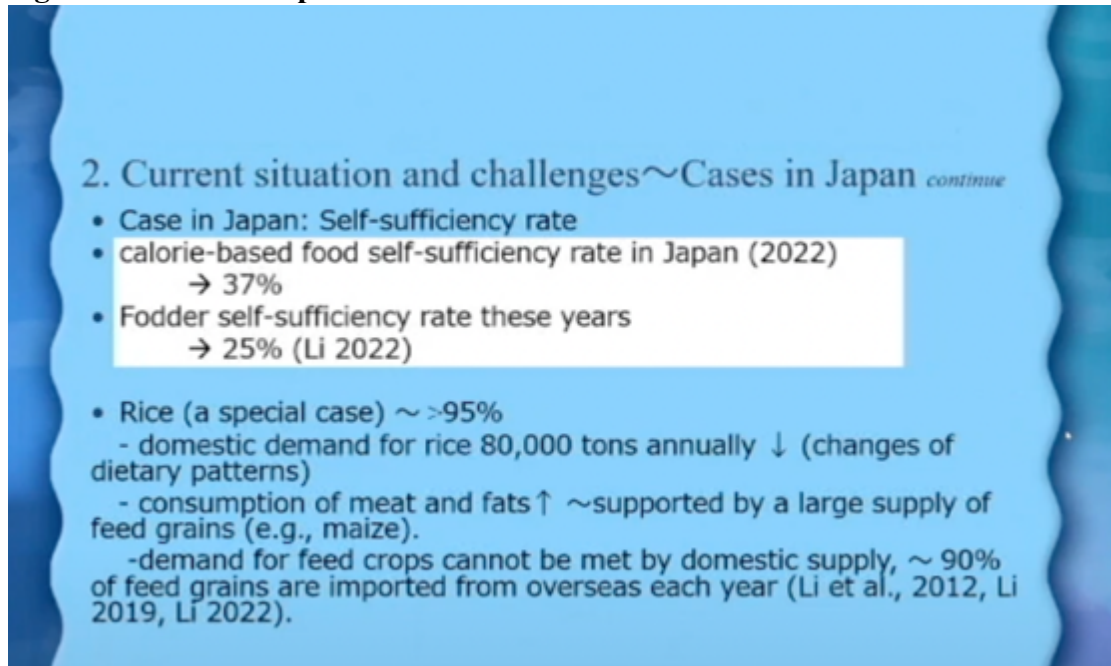 2. Current situation and challenges～Cases in Japan continue
• Case in Japan: Self-sufficiency rate
• calorie-based food self-sufficiency rate in Japan (2022)
→ 37%
• Fodder self-sufficiency rate these years
→ 25% (Li 2022)
• Rice (a special case) ～ >95%
- domestic demand for rice 80,000 tons annually ↓ (changes of
dietary patterns)
- consumption of meat and fats↑ ～supported by a large supply of
feed grains (e.g., maize).
-demand for feed crops cannot be met by domestic supply, ～ 90%
of feed grains are imported from overseas each year (Li et al., 2012, Li
2019, Li 2022).